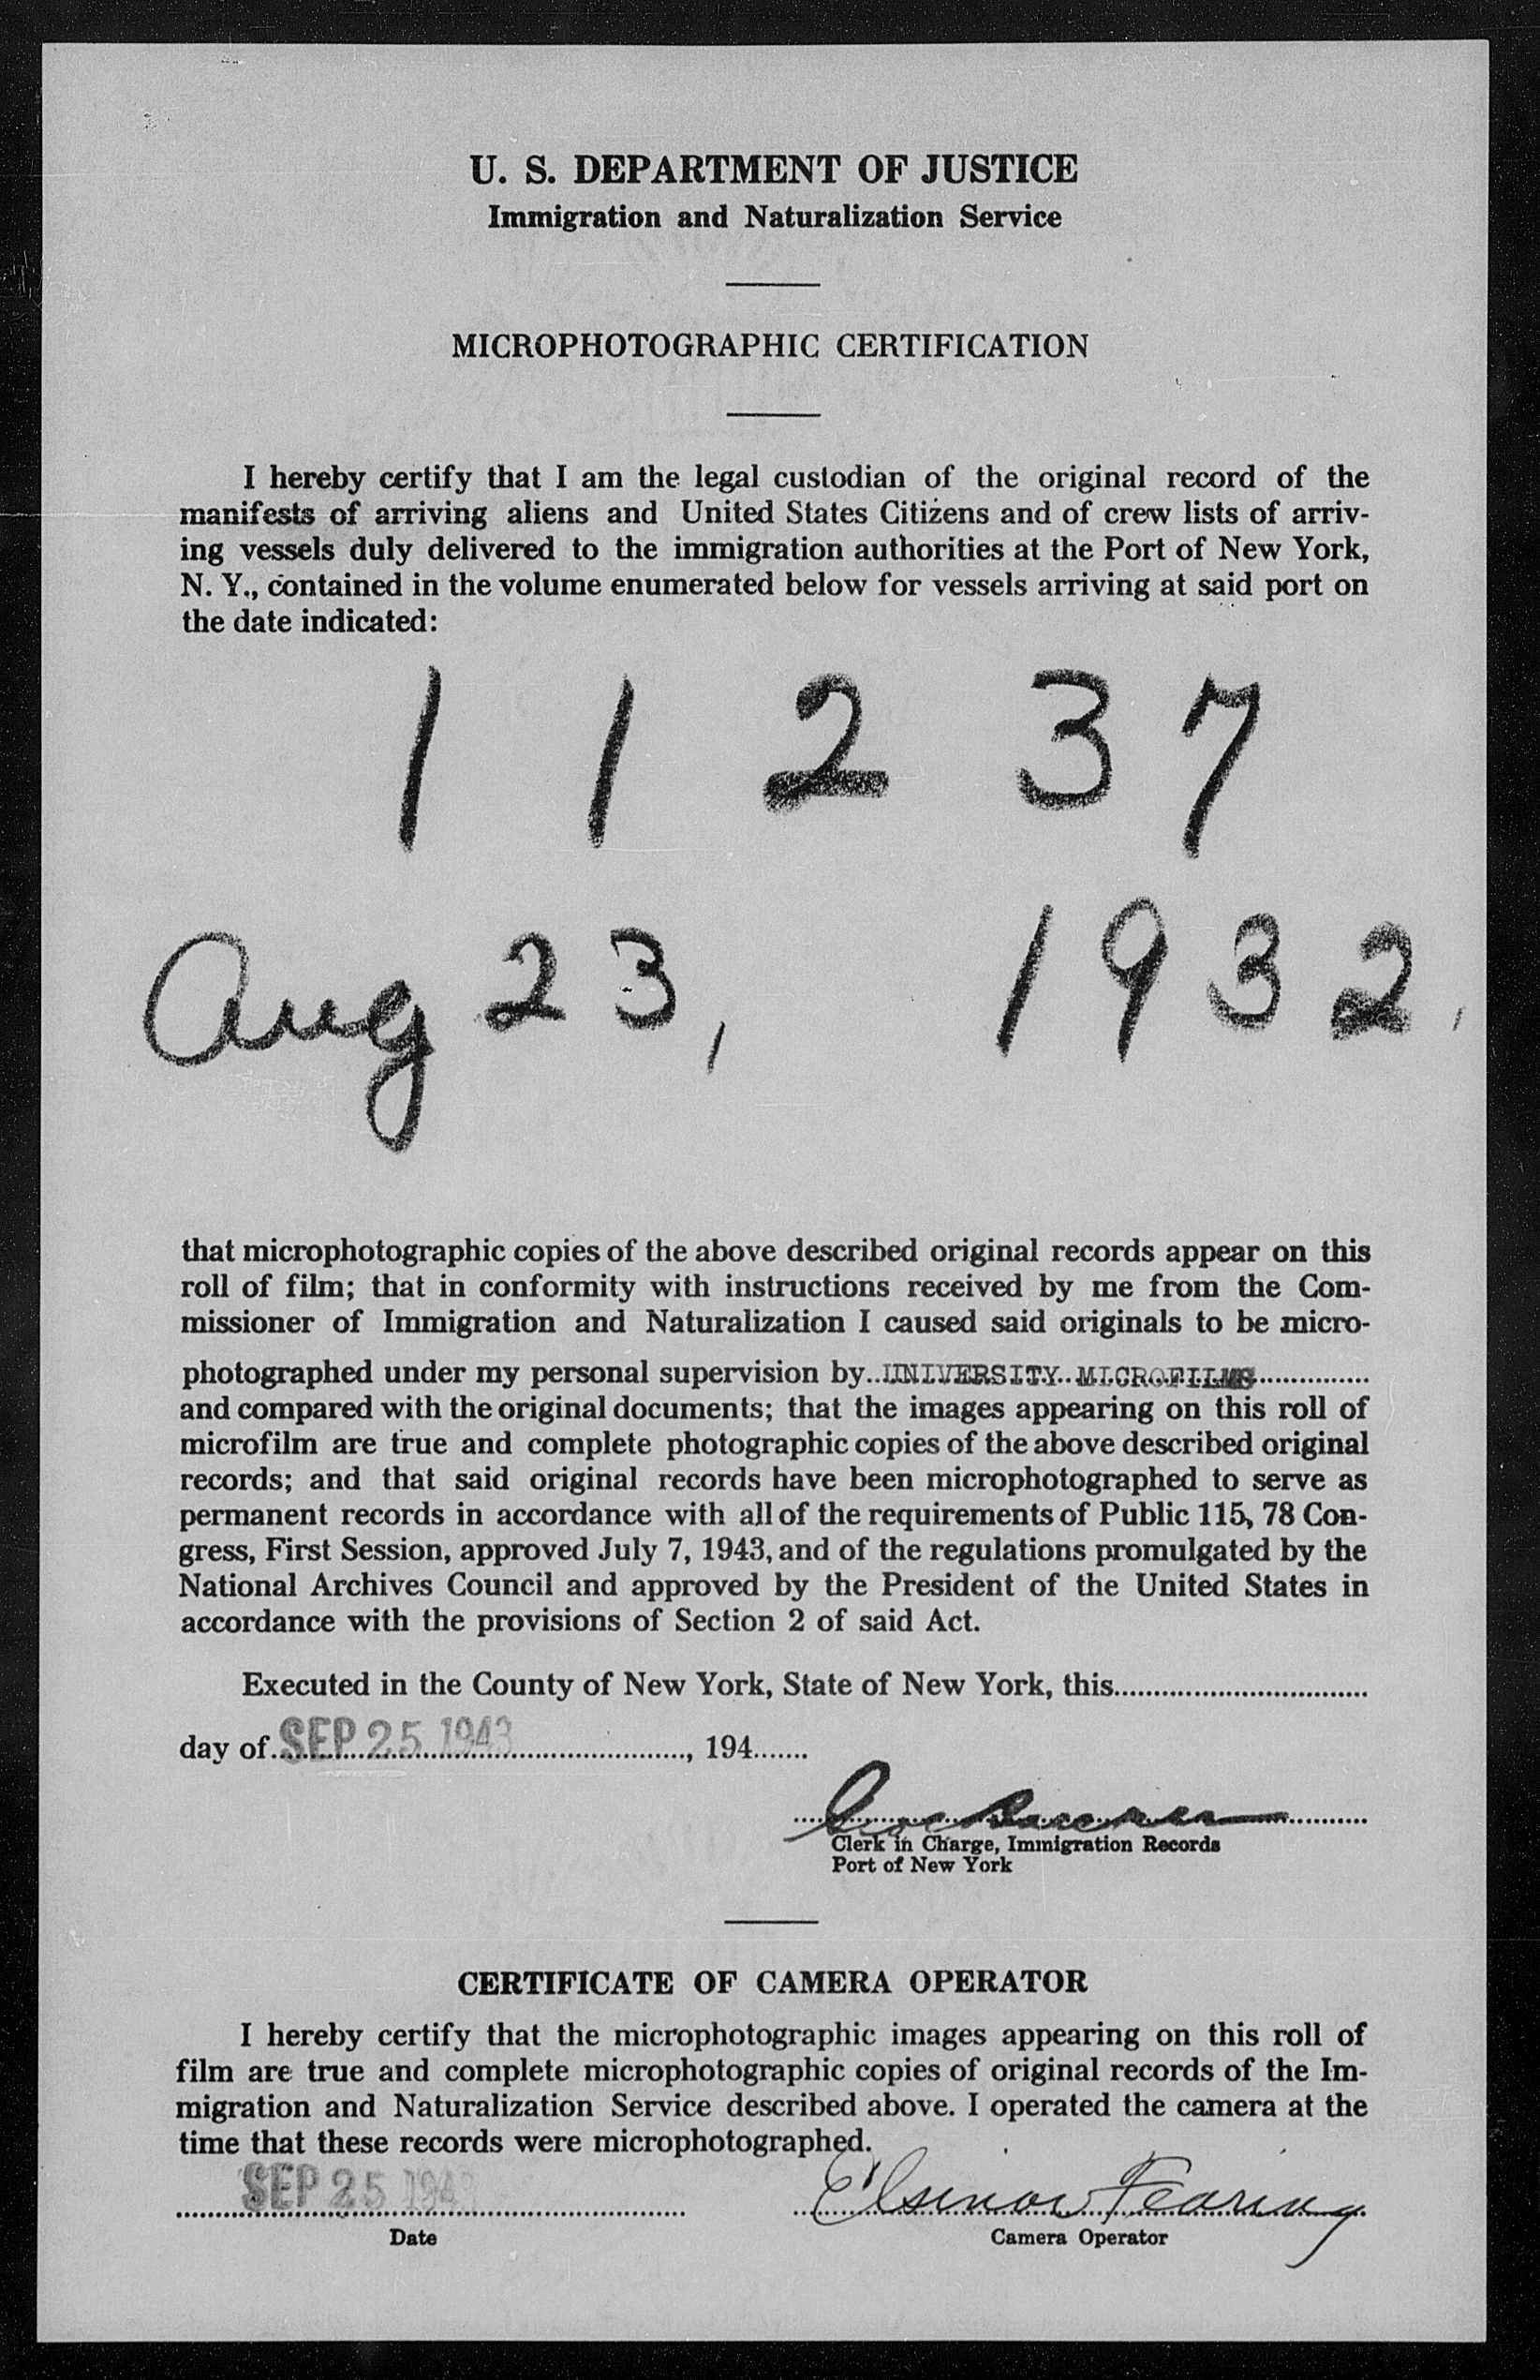 U. S. DEPARTMENT OF JUSTICE
Immigration and Naturalization Service
MICROPHOTOGRAPHIC CERTIFICATION
I hereby certify that I am the legal custodian of the original record of the
manifests of arriving aliens and United States Citizens and of crew lists of arriv-
ing vessels duly delivered to the immigration authorities at the Port of New York,
N. Y., contained in the volume enumerated below for vessels arriving at said port on
the date indicated:
1 1 2 3 7
Aug 23, 1932,
that microphotographic copies of the above described original records appear on this
roll of film; that in conformity with instructions received by me from the Com-
missioner of Immigration and Naturalization I caused said originals to be micro-
photographed under my personal supervision by..UNIVERSITY..MICROFILMS...............
and compared with the original documents; that the images appearing on this roll of
microfilm are true and complete photographic copies of the above described original
records; and that said original records have been microphotographed to serve as
permanent records in accordance with all of the requirements of Public 115, 78 Con-
gress, First Session, approved July 7, 1943, and of the regulations promulgated by the
National Archives Council and approved by the President of the United States in
accordance with the provisions of Section 2 of said Act.
Executed in the County of New York, State of New York, this................................
day of SEP 25 1943, 194.......
Clerk in Charge, Immigration Records
Port of New York
CERTIFICATE OF CAMERA OPERATOR
I hereby certify that the microphotographic images appearing on this roll of
film are true and complete microphotographic copies of original records of the Im-
migration and Naturalization Service described above. I operated the camera at the
time that these records were microphotographed.
SEP 25 1943 Elsinor Fearing
Date Camera Operator